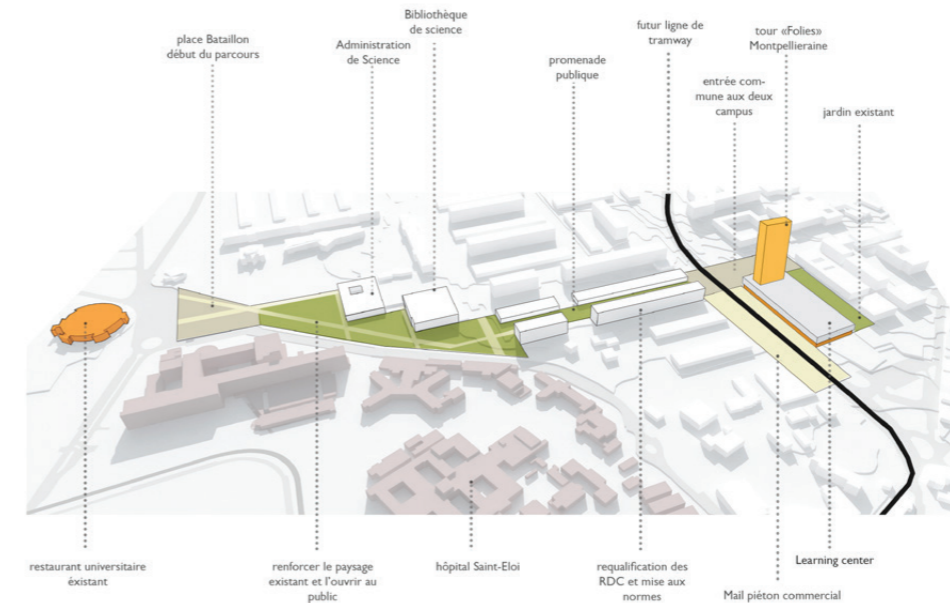 place Bataillon
début du parcours
Administration
de Science
Bibliothèque
de science
promenade
publique
futur ligne de
tramway
entrée com-
mune aux deux
campus
tour «Folies»
Montpellieraine
jardin existant
restaurant universitaire
éxistant
renforcer le paysage
existant et l'ouvrir au
public
hôpital Saint-Eloi
requalification des
RDC et mise aux
normes
Mail piéton commercial
Learning center